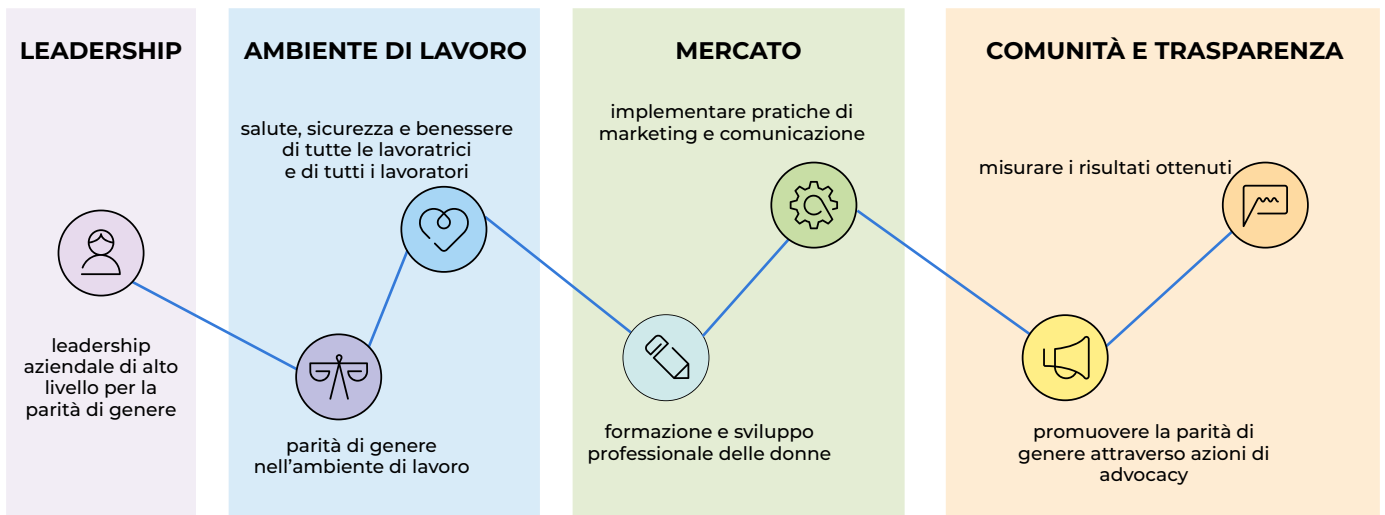 LEADERSHIP
leadership
aziendale di alto
livello per la
parità di genere
AMBIENTE DI LAVORO
salute, sicurezza e benessere
di tutte le lavoratrici
e di tutti i lavoratori
parità di genere
nell'ambiente di lavoro
MERCATO
implementare pratiche di
marketing e comunicazione
formazione e sviluppo
professionale delle donne
COMUNITÀ E TRASPARENZA
misurare i risultati ottenuti
promuovere la parità di
genere attraverso azioni di
advocacy